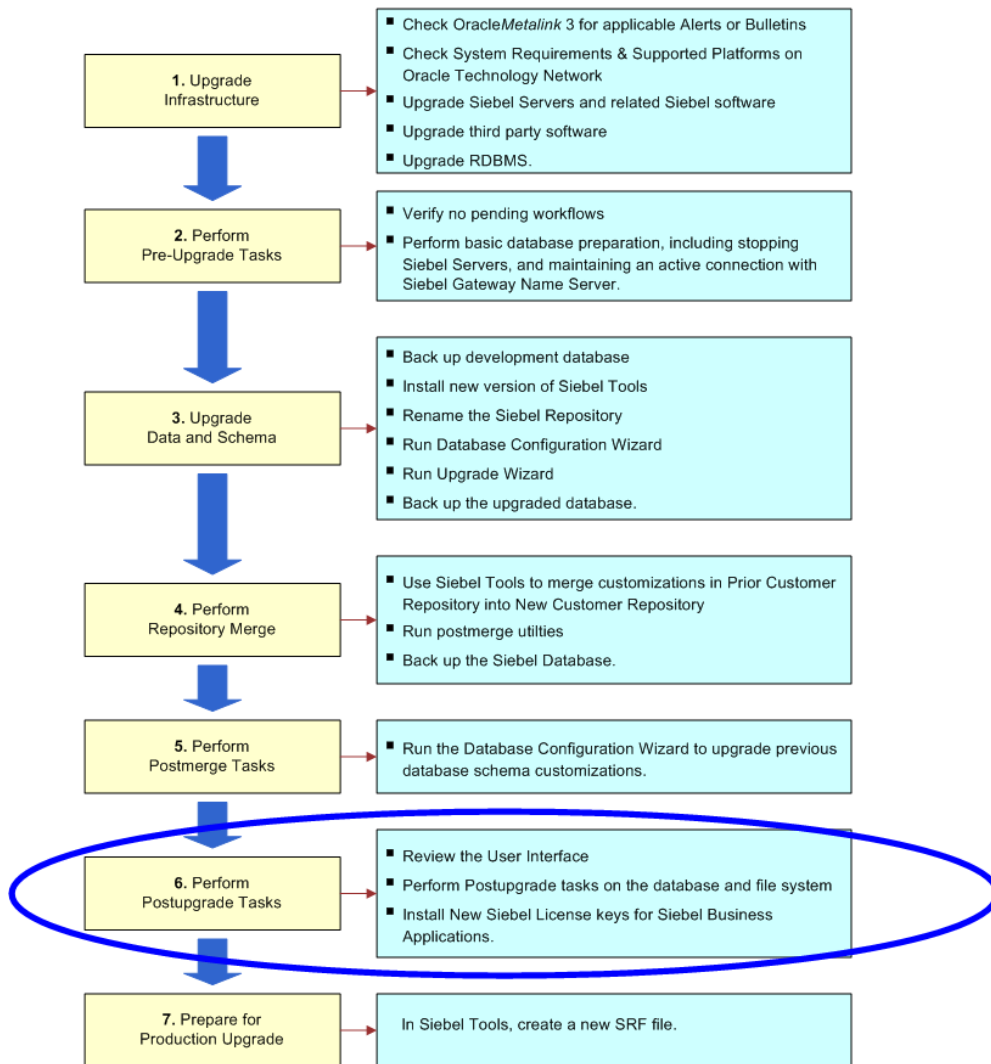 1. Upgrade
Infrastructure
▪ Check OracleMetalink 3 for applicable Alerts or Bulletins
▪ Check System Requirements & Supported Platforms on
Oracle Technology Network
▪ Upgrade Siebel Servers and related Siebel software
▪ Upgrade third party software
▪ Upgrade RDBMS.
2. Perform
Pre-Upgrade Tasks
▪ Verify no pending workflows
▪ Perform basic database preparation, including stopping
Siebel Servers, and maintaining an active connection with
Siebel Gateway Name Server.
3. Upgrade
Data and Schema
▪ Back up development database
▪ Install new version of Siebel Tools
▪ Rename the Siebel Repository
▪ Run Database Configuration Wizard
▪ Run Upgrade Wizard
▪ Back up the upgraded database.
4. Perform
Repository Merge
▪ Use Siebel Tools to merge customizations in Prior Customer
Repository into New Customer Repository
▪ Run postmerge utilties
▪ Back up the Siebel Database.
5. Perform
Postmerge Tasks
▪ Run the Database Configuration Wizard to upgrade previous
database schema customizations.
6. Perform
Postupgrade Tasks
▪ Review the User Interface
▪ Perform Postupgrade tasks on the database and file system
▪ Install New Siebel License keys for Siebel Business
Applications.
7. Prepare for
Production Upgrade
In Siebel Tools, create a new SRF file.